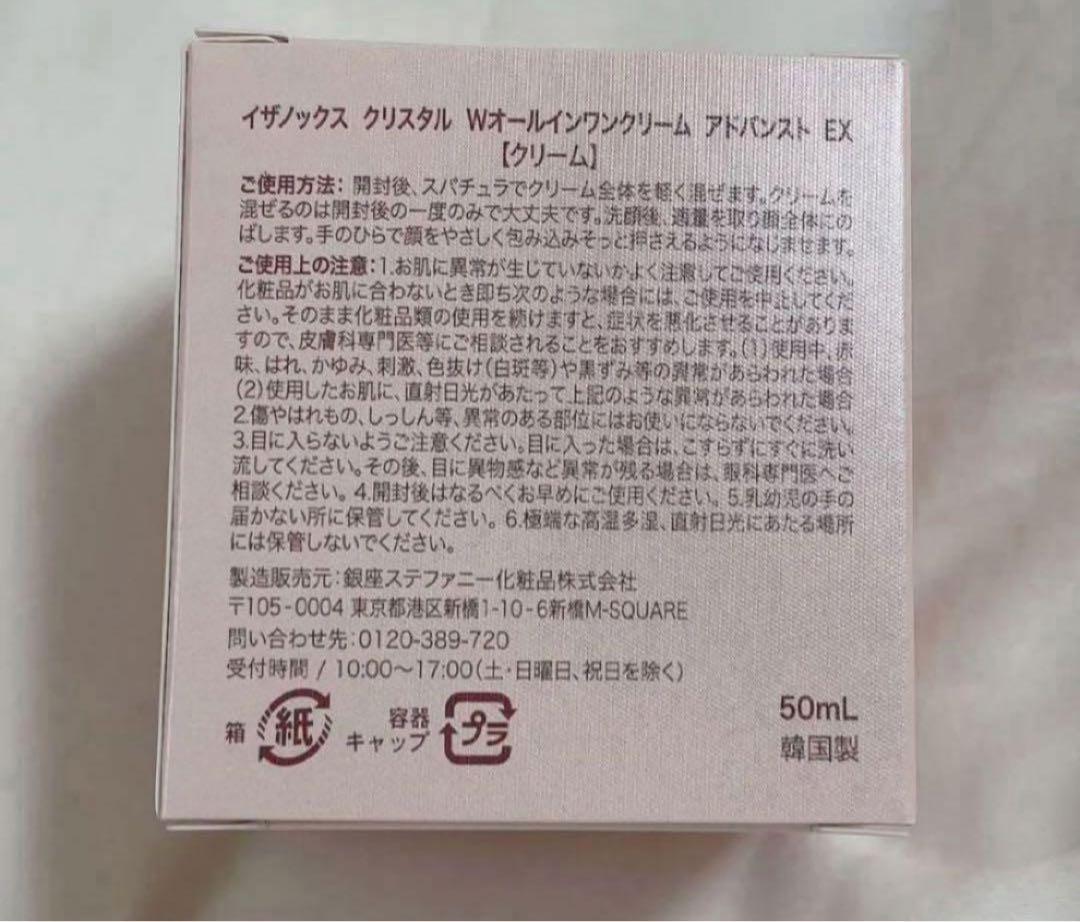 イザノックス クリスタル Wオールインワンクリーム アドバンスト EX
【クリーム】
ご使用方法：開封後、スパチュラでクリーム全体を軽く混ぜます。クリームを
混ぜるのは開封後の一度のみで大丈夫です。洗顔後、適量を取り顔全体にの
ばします。手のひらで顔をやさしく包み込みそっと押さえるようになじませます。
ご使用上の注意：1.お肌に異常が生じていないかよく注意してご使用ください。
化粧品がお肌に合わないとき即ち次のような場合には、ご使用を中止してくだ
さい。そのまま化粧品類の使用を続けますと、症状を悪化させることがありま
すので、皮膚科専門医等にご相談されることをおすすめします。(1)使用中、赤
味、はれ、かゆみ、刺激、色抜け(白斑等)や黒ずみ等の異常があらわれた場合
(2)使用したお肌に、直射日光があたって上記のような異常があらわれた場合
2.傷やはれもの、しっしん等、異常のある部位にはお使いにならないでください。
3.目に入らないようご注意ください。目に入った場合は、こすらずにすぐに洗い
流してください。その後、目に異物感など異常が残る場合は、眼科専門医へご
相談ください。4.開封後はなるべくお早めにご使用ください。5.乳幼児の手の
届かない所に保管してください。6.極端な高温多湿、直射日光にあたる場所
には保管しないでください。
製造販売元：銀座ステファニー化粧品株式会社
〒105-0004 東京都港区新橋1-10-6新橋M-SQUARE
問い合わせ先：0120-389-720
受付時間 / 10:00〜17:00(土・日曜日、祝日を除く)
箱 紙
容器
キャップ プラ
50mL
韓国製